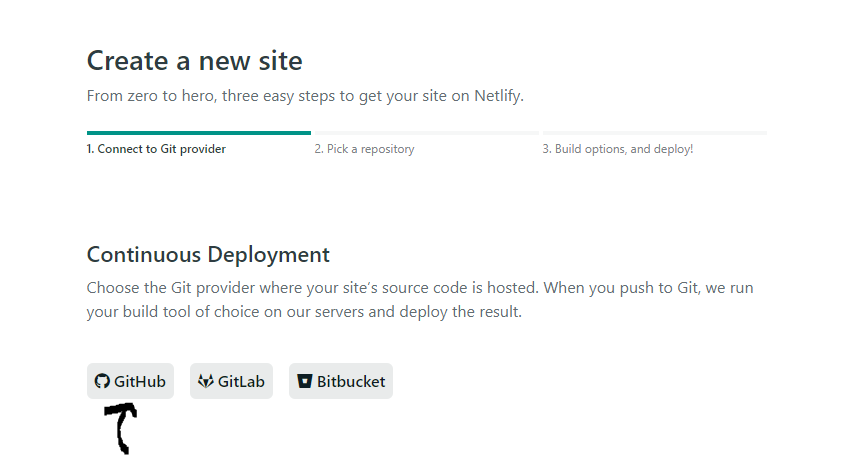 Create a new site
From zero to hero, three easy steps to get your site on Netlify.
1. Connect to Git provider
2. Pick a repository
3. Build options, and deploy!
Continuous Deployment
Choose the Git provider where your site’s source code is hosted. When you push to Git, we run
your build tool of choice on our servers and deploy the result.
GitHub
GitLab
Bitbucket